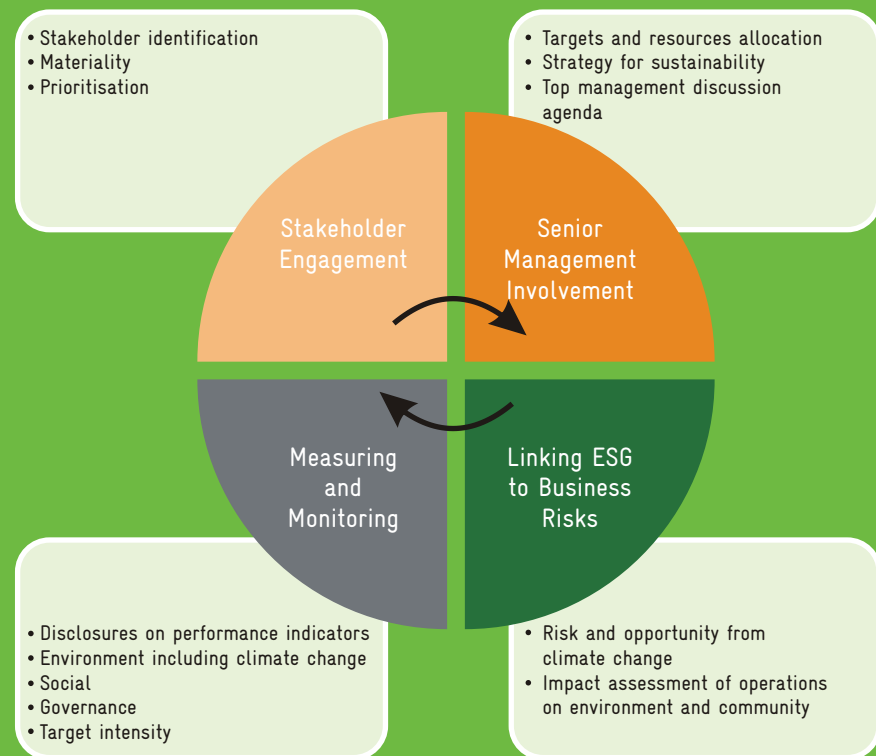 • Stakeholder identification
• Materiality
• Prioritisation
• Targets and resources allocation
• Strategy for sustainability
• Top management discussion
agenda
Stakeholder
Engagement
Senior
Management
Involvement
Measuring
and
Monitoring
Linking ESG
to Business
Risks
• Disclosures on performance indicators
• Environment including climate change
• Social
• Governance
• Target intensity
• Risk and opportunity from
climate change
• Impact assessment of operations
on environment and community